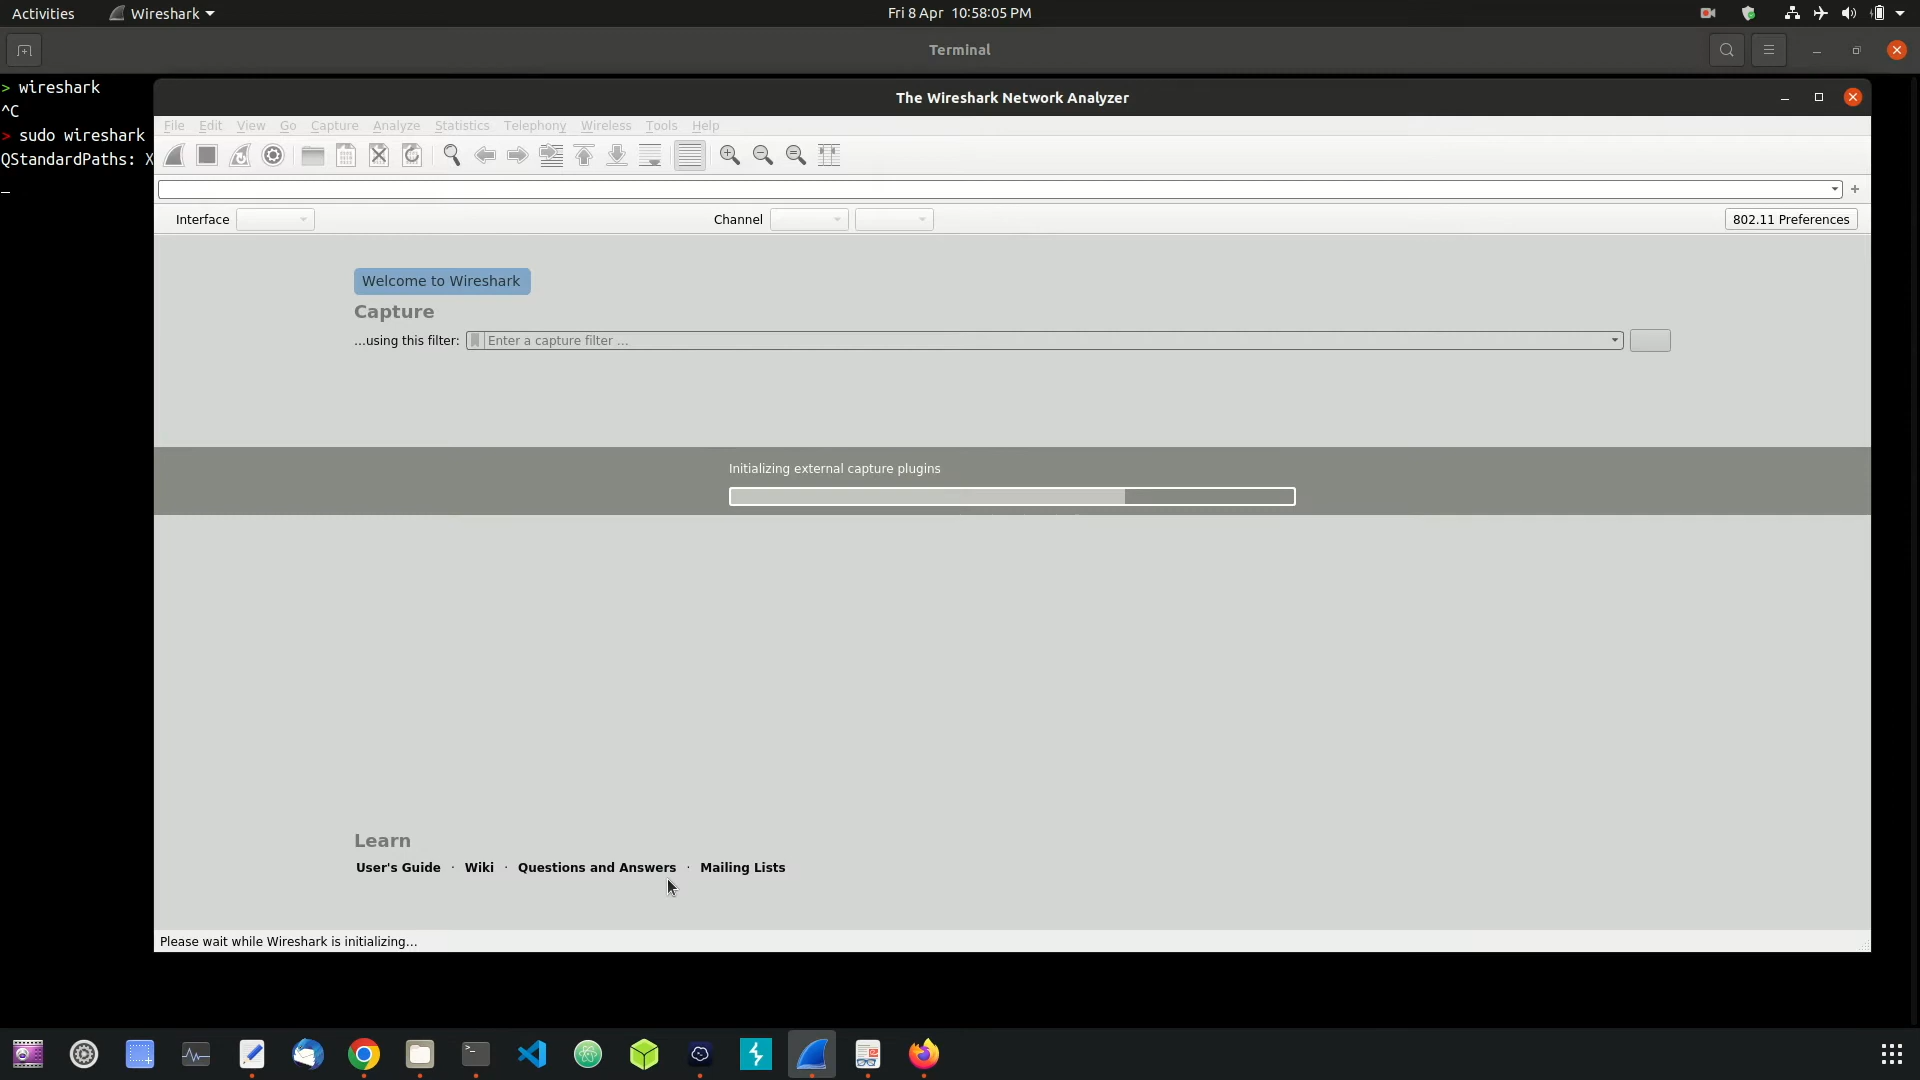 Activities Wireshark Fri 8 Apr 10:58:05 PM
Terminal
> wireshark
^C
> sudo wireshark
QStandardPaths: X
_
The Wireshark Network Analyzer
File Edit View Go Capture Analyze Statistics Telephony Wireless Tools Help
Interface Channel 802.11 Preferences
Welcome to Wireshark
Capture
...using this filter: Enter a capture filter ...
Initializing external capture plugins
Learn
User's Guide · Wiki · Questions and Answers · Mailing Lists
Please wait while Wireshark is initializing...